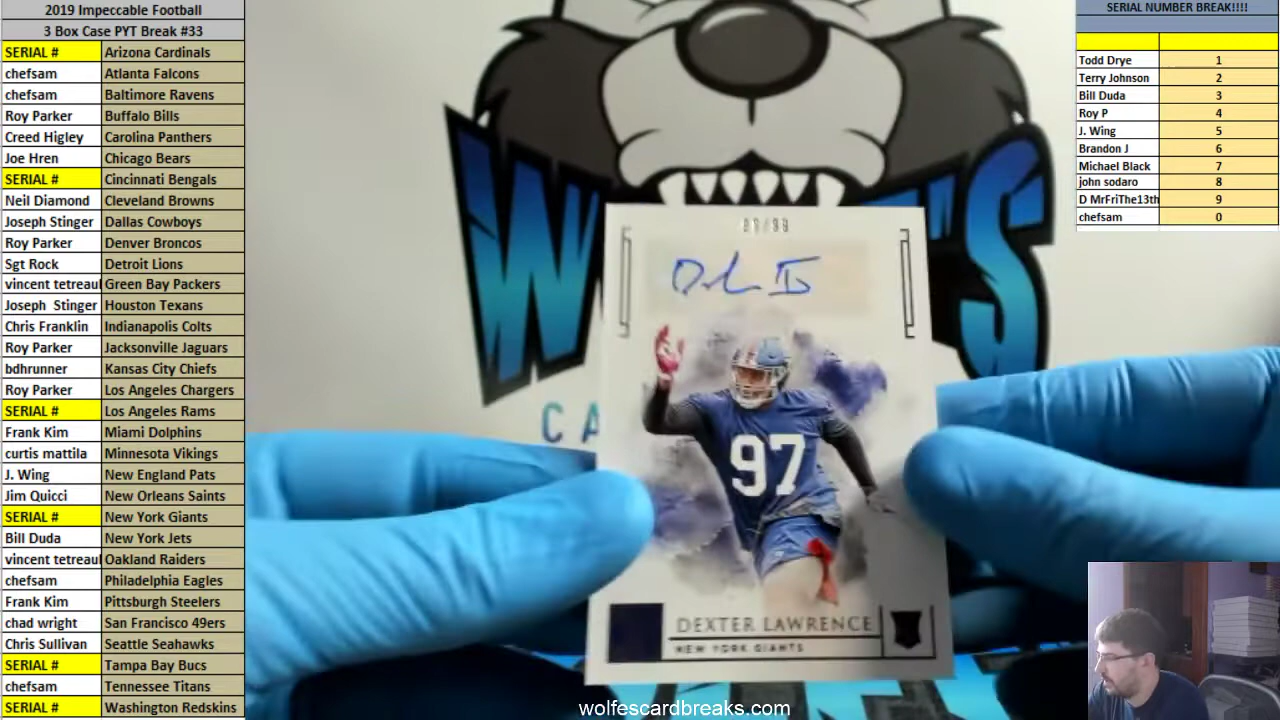 2019 Impeccable Football
3 Box Case PYT Break #33
SERIAL # Arizona Cardinals
chefsam Atlanta Falcons
chefsam Baltimore Ravens
Roy Parker Buffalo Bills
Creed Higley Carolina Panthers
Joe Hren Chicago Bears
SERIAL # Cincinnati Bengals
Neil Diamond Cleveland Browns
Joseph Stinger Dallas Cowboys
Roy Parker Denver Broncos
Sgt Rock Detroit Lions
vincent tetreaul Green Bay Packers
Joseph Stinger Houston Texans
Chris Franklin Indianapolis Colts
Roy Parker Jacksonville Jaguars
bdhrunner Kansas City Chiefs
Roy Parker Los Angeles Chargers
SERIAL # Los Angeles Rams
Frank Kim Miami Dolphins
curtis mattila Minnesota Vikings
J. Wing New England Pats
Jim Quicci New Orleans Saints
SERIAL # New York Giants
Bill Duda New York Jets
vincent tetreaul Oakland Raiders
chefsam Philadelphia Eagles
Frank Kim Pittsburgh Steelers
chad wright San Francisco 49ers
Chris Sullivan Seattle Seahawks
SERIAL # Tampa Bay Bucs
chefsam Tennessee Titans
SERIAL # Washington Redskins
97
DEXTER LAWRENCE
NEW YORK GIANTS
wolfescardbreaks.com
SERIAL NUMBER BREAK!!!!
Todd Drye 1
Terry Johnson 2
Bill Duda 3
Roy P 4
J. Wing 5
Brandon J 6
Michael Black 7
john sodaro 8
D MrFriThe13th 9
chefsam 0